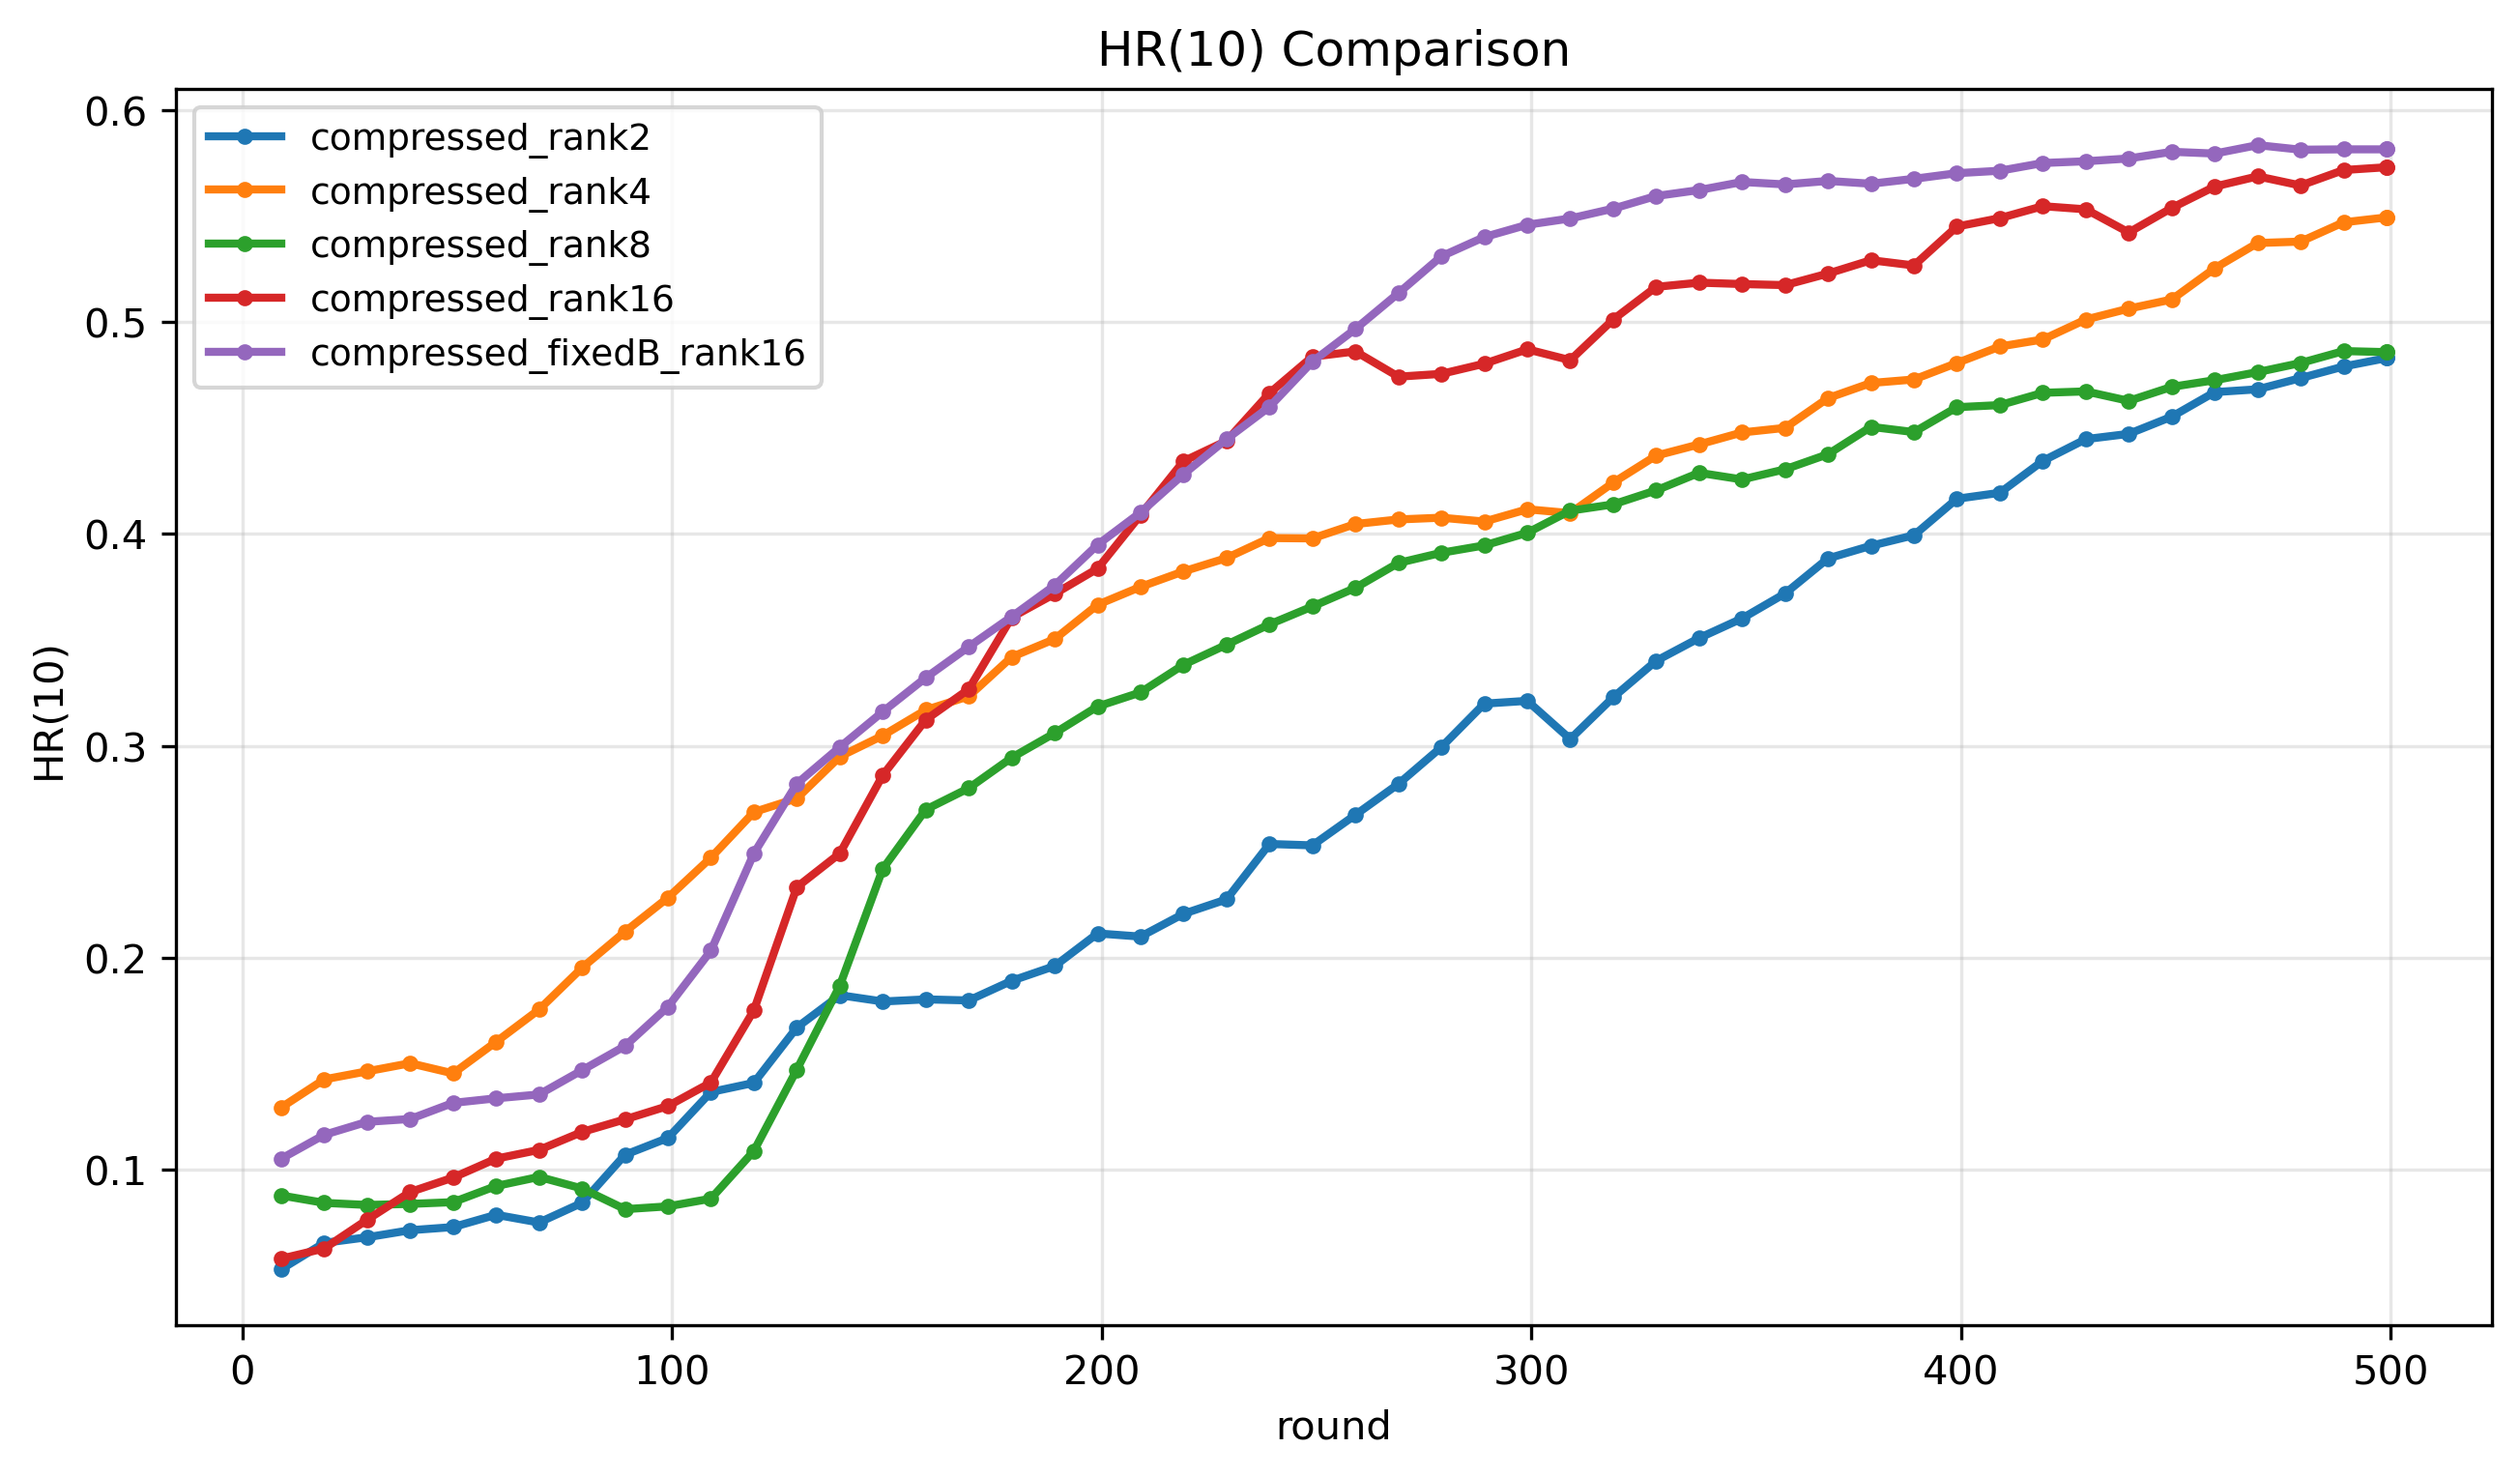 HR(10) Comparison
compressed_rank2
compressed_rank4
compressed_rank8
compressed_rank16
compressed_fixedB_rank16
HR(10)
0.6
0.5
0.4
0.3
0.2
0.1
0 100 200 300 400 500
round